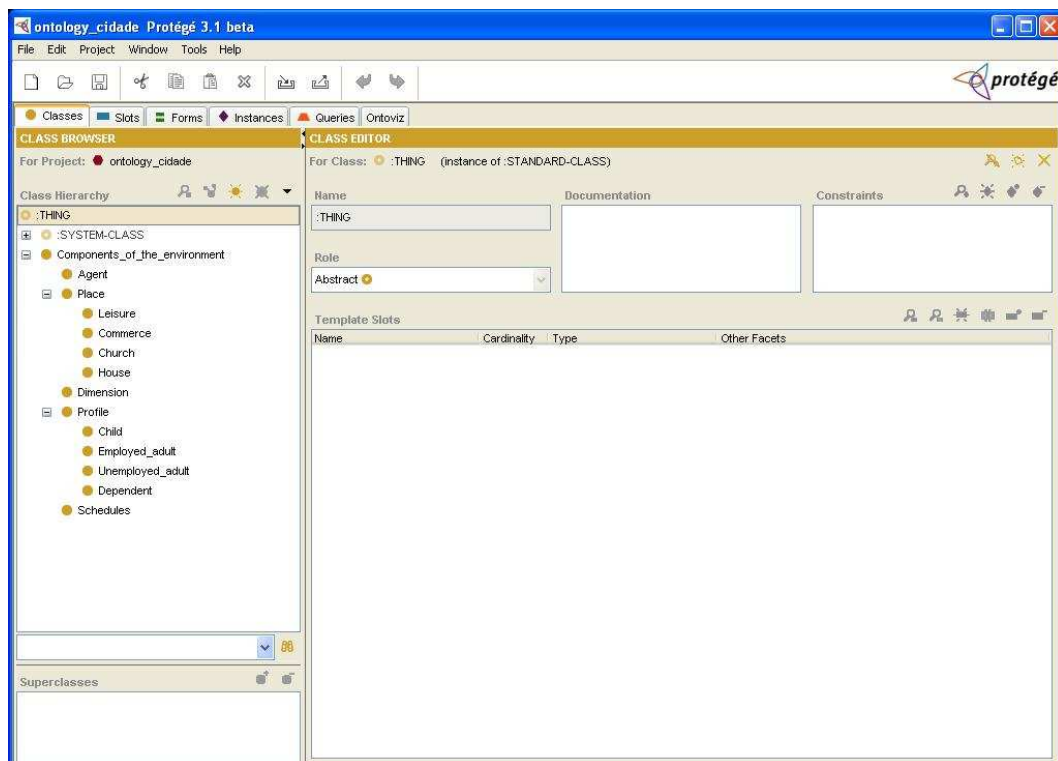 ontology_cidade Protégé 3.1 beta
File Edit Project Window Tools Help
protégé
Classes Slots Forms Instances Queries Ontoviz
CLASS BROWSER
For Project: ontology_cidade
Class Hierarchy
:THING
:SYSTEM-CLASS
Components_of_the_environment
Agent
Place
Leisure
Commerce
Church
House
Dimension
Profile
Child
Employed_adult
Unemployed_adult
Dependent
Schedules
Superclasses
CLASS EDITOR
For Class: :THING (instance of :STANDARD-CLASS)
Name Documentation Constraints
:THING
Role
Abstract
Template Slots
Name Cardinality Type Other Facets